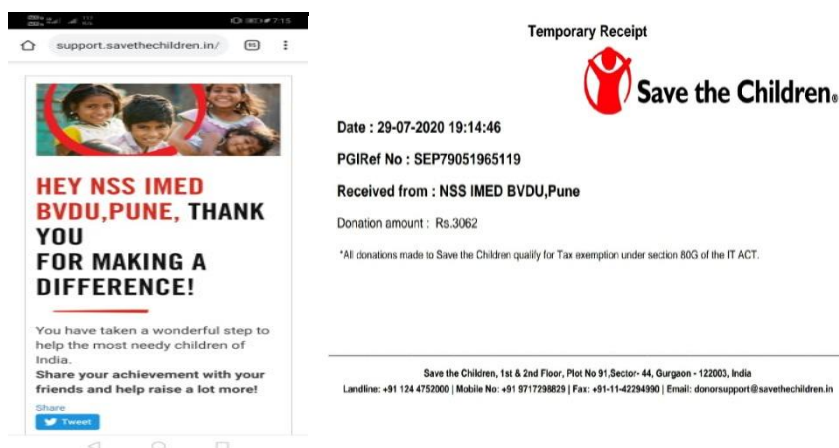 7:15
support.savethechildren.in/
HEY NSS IMED
BVDU,PUNE, THANK
YOU
FOR MAKING A
DIFFERENCE!
You have taken a wonderful step to
help the most needy children of
India.
Share your achievement with your
friends and help raise a lot more!
Share
Tweet
Temporary Receipt
Save the Children®
Date : 29-07-2020 19:14:46
PGIRef No : SEP79051965119
Received from : NSS IMED BVDU,Pune
Donation amount : Rs.3062
*All donations made to Save the Children qualify for Tax exemption under section 80G of the IT ACT.
Save the Children, 1st & 2nd Floor, Plot No 91,Sector- 44, Gurgaon - 122003, India
Landline: +91 124 4752000 | Mobile No: +91 9717298829 | Fax: +91-11-42294990 | Email: donorsupport@savethechildren.in